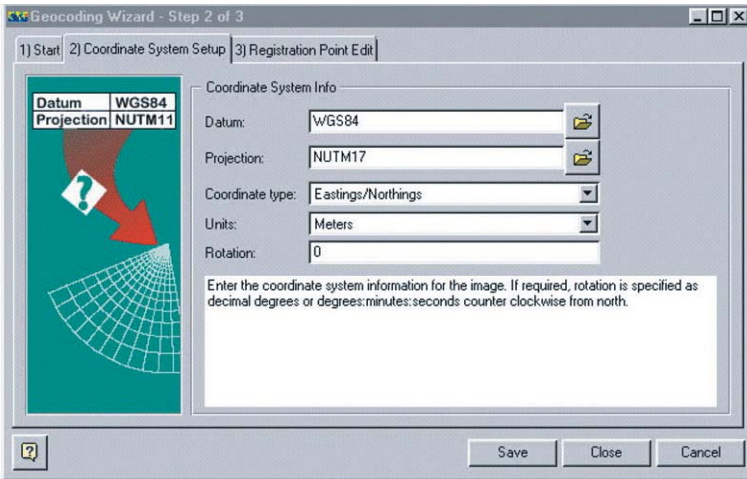 Geocoding Wizard - Step 2 of 3
1) Start 2) Coordinate System Setup 3) Registration Point Edit
Datum WGS84
Projection NUTM11
?
Coordinate System Info
Datum: WGS84
Projection: NUTM17
Coordinate type: Eastings/Northings
Units: Meters
Rotation: 0
Enter the coordinate system information for the image. If required, rotation is specified as
decimal degrees or degrees:minutes:seconds counter clockwise from north.
? Save Close Cancel